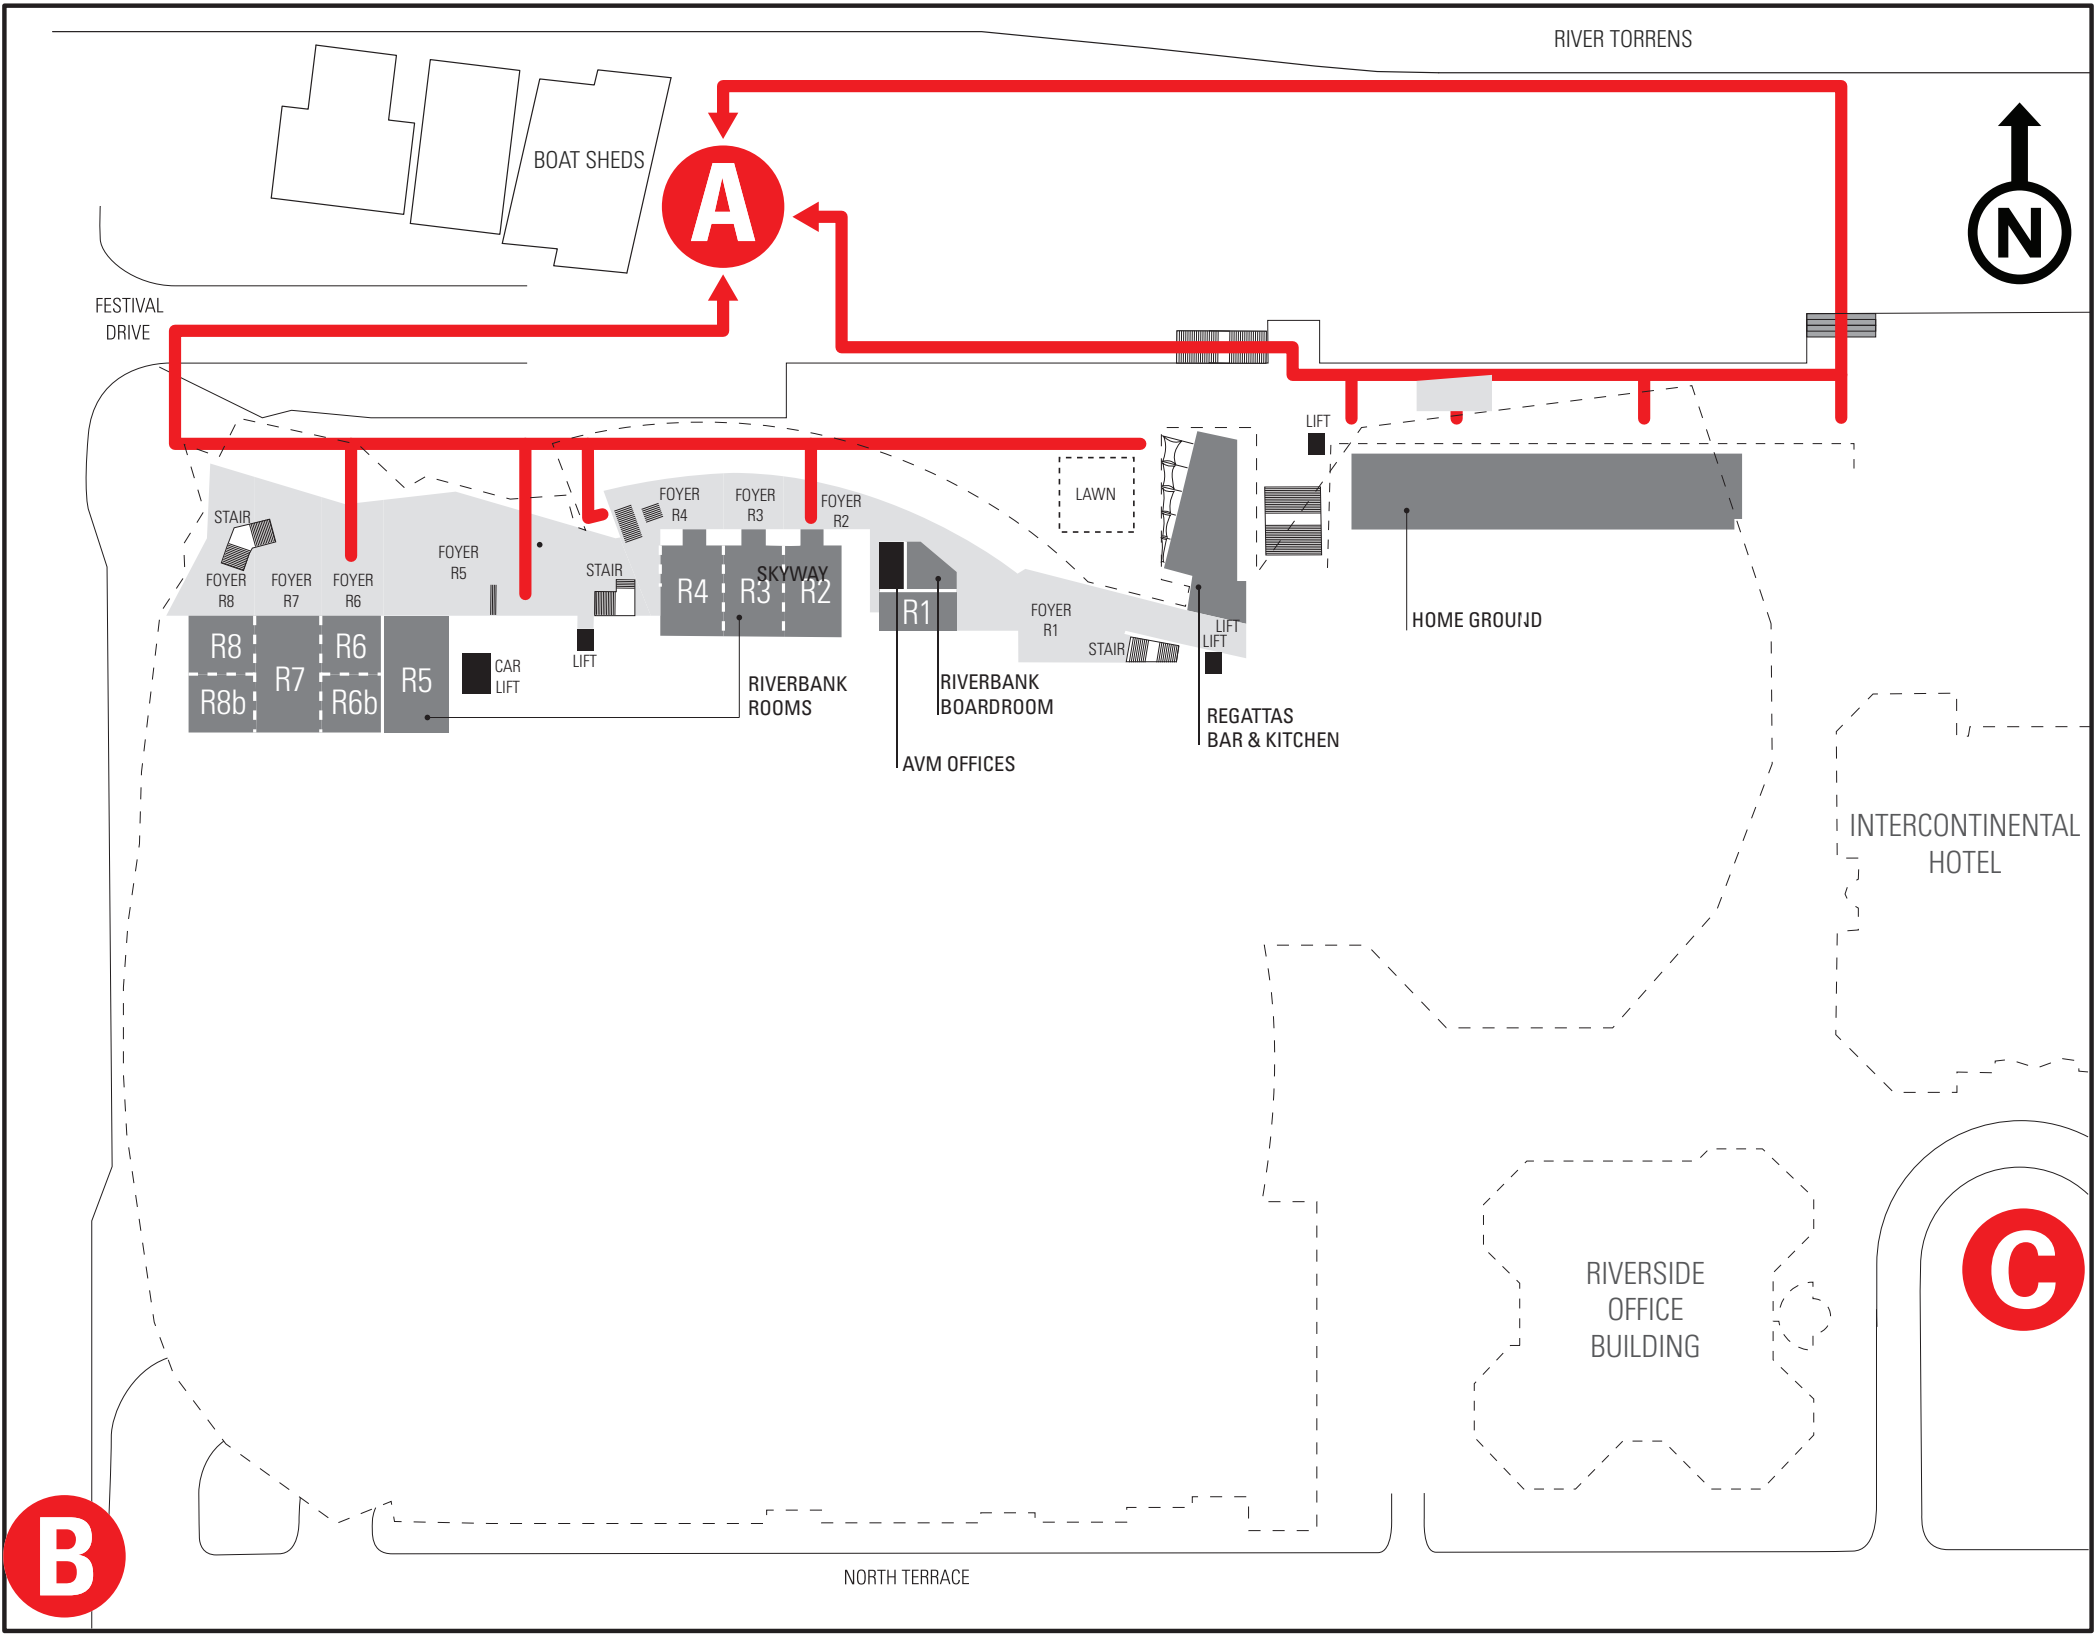 RIVER TORRENS
BOAT SHEDS
A
N
FESTIVAL
DRIVE
LIFT
LAWN
STAIR
FOYER
R8
FOYER
R7
FOYER
R6
FOYER
R5
STAIR
FOYER
R4
FOYER
R3
FOYER
R2
SKYWAY
R4
R3
R2
R1
FOYER
R1
STAIR
LIFT
LIFT
HOME GROUND
R8
R8b
R7
R6
R6b
R5
CAR
LIFT
LIFT
RIVERBANK
ROOMS
RIVERBANK
BOARDROOM
AVM OFFICES
REGATTAS
BAR & KITCHEN
INTERCONTINENTAL
HOTEL
RIVERSIDE
OFFICE
BUILDING
C
B
NORTH TERRACE